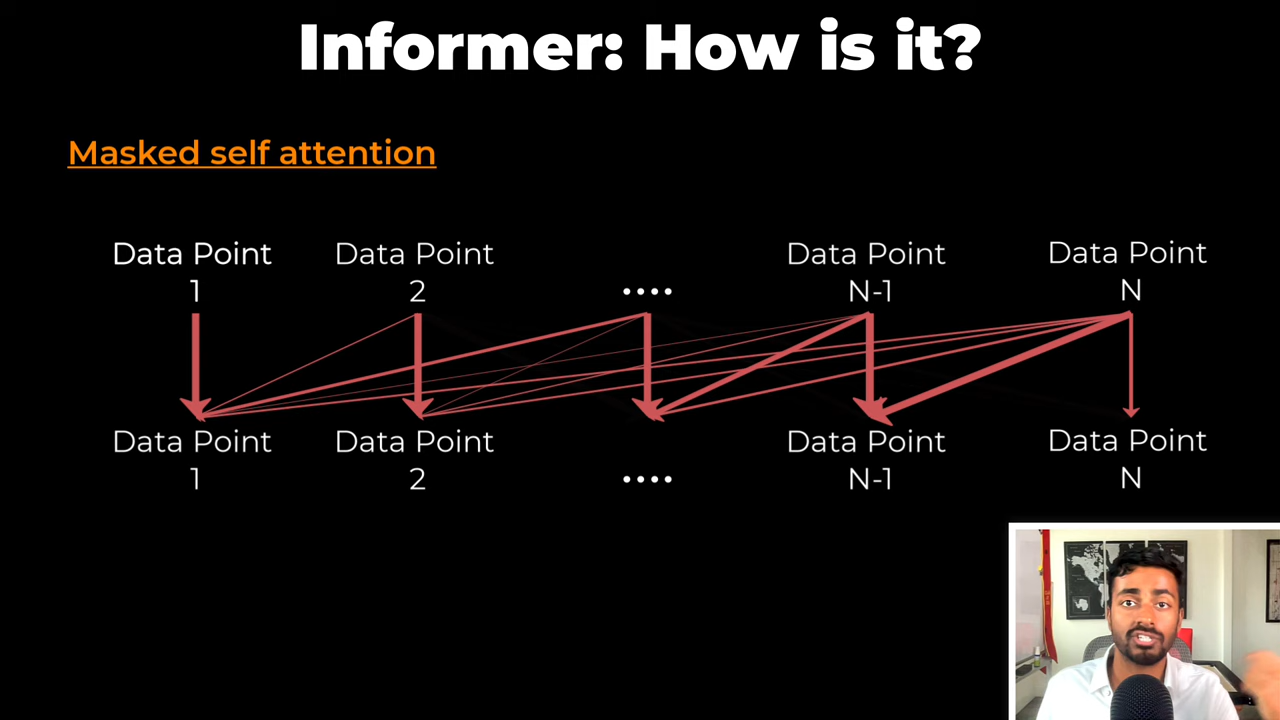 Informer: How is it?
Masked self attention
Data Point 1
Data Point 2
....
Data Point N-1
Data Point N
Data Point 1
Data Point 2
....
Data Point N-1
Data Point N